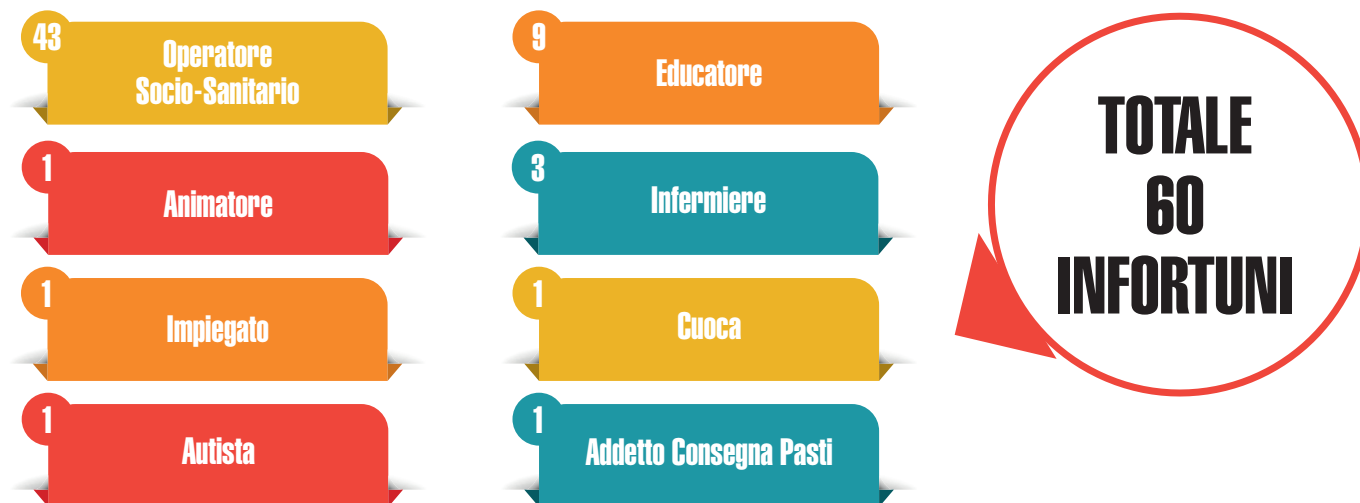 43
Operatore
Socio-Sanitario
9
Educatore
1
Animatore
3
Infermiere
1
Impiegato
1
Cuoca
1
Autista
1
Addetto Consegna Pasti
TOTALE
60
INFORTUNI